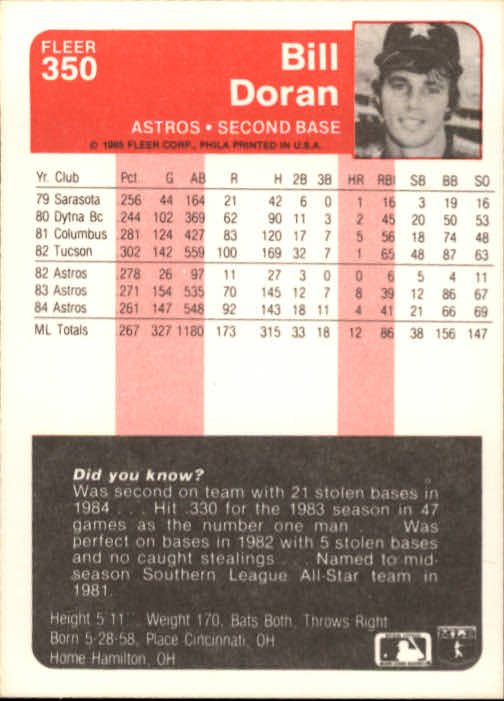 FLEER
350
Bill
Doran
ASTROS • SECOND BASE
© 1985 FLEER CORP., PHILA PRINTED IN U.S.A.
Yr. Club Pct G AB R H 2B 3B HR RBI SB BB SO
79 Sarasota .256 44 164 21 42 6 0 1 16 3 19 16
80 Dytna Bc .244 102 369 62 90 11 3 2 45 20 50 53
81 Columbus .281 124 427 83 120 17 7 5 56 18 74 48
82 Tucson .302 142 559 100 169 32 7 1 65 48 87 63
82 Astros .278 26 97 11 27 3 0 0 6 5 4 11
83 Astros .271 154 535 70 145 12 7 8 39 12 86 67
84 Astros .261 147 548 92 143 18 11 4 41 21 66 69
ML Totals .267 327 1180 173 315 33 18 12 86 38 156 147
Did you know?
Was second on team with 21 stolen bases in
1984 . . . Hit .330 for the 1983 season in 47
games as the number one man . . . Was
perfect on bases in 1982 with 5 stolen bases
and no caught stealings . . . Named to mid-
season Southern League All-Star team in
1981.
Height 5'11", Weight 170, Bats Both, Throws Right
Born 5-28-58, Place Cincinnati, OH
Home Hamilton, OH